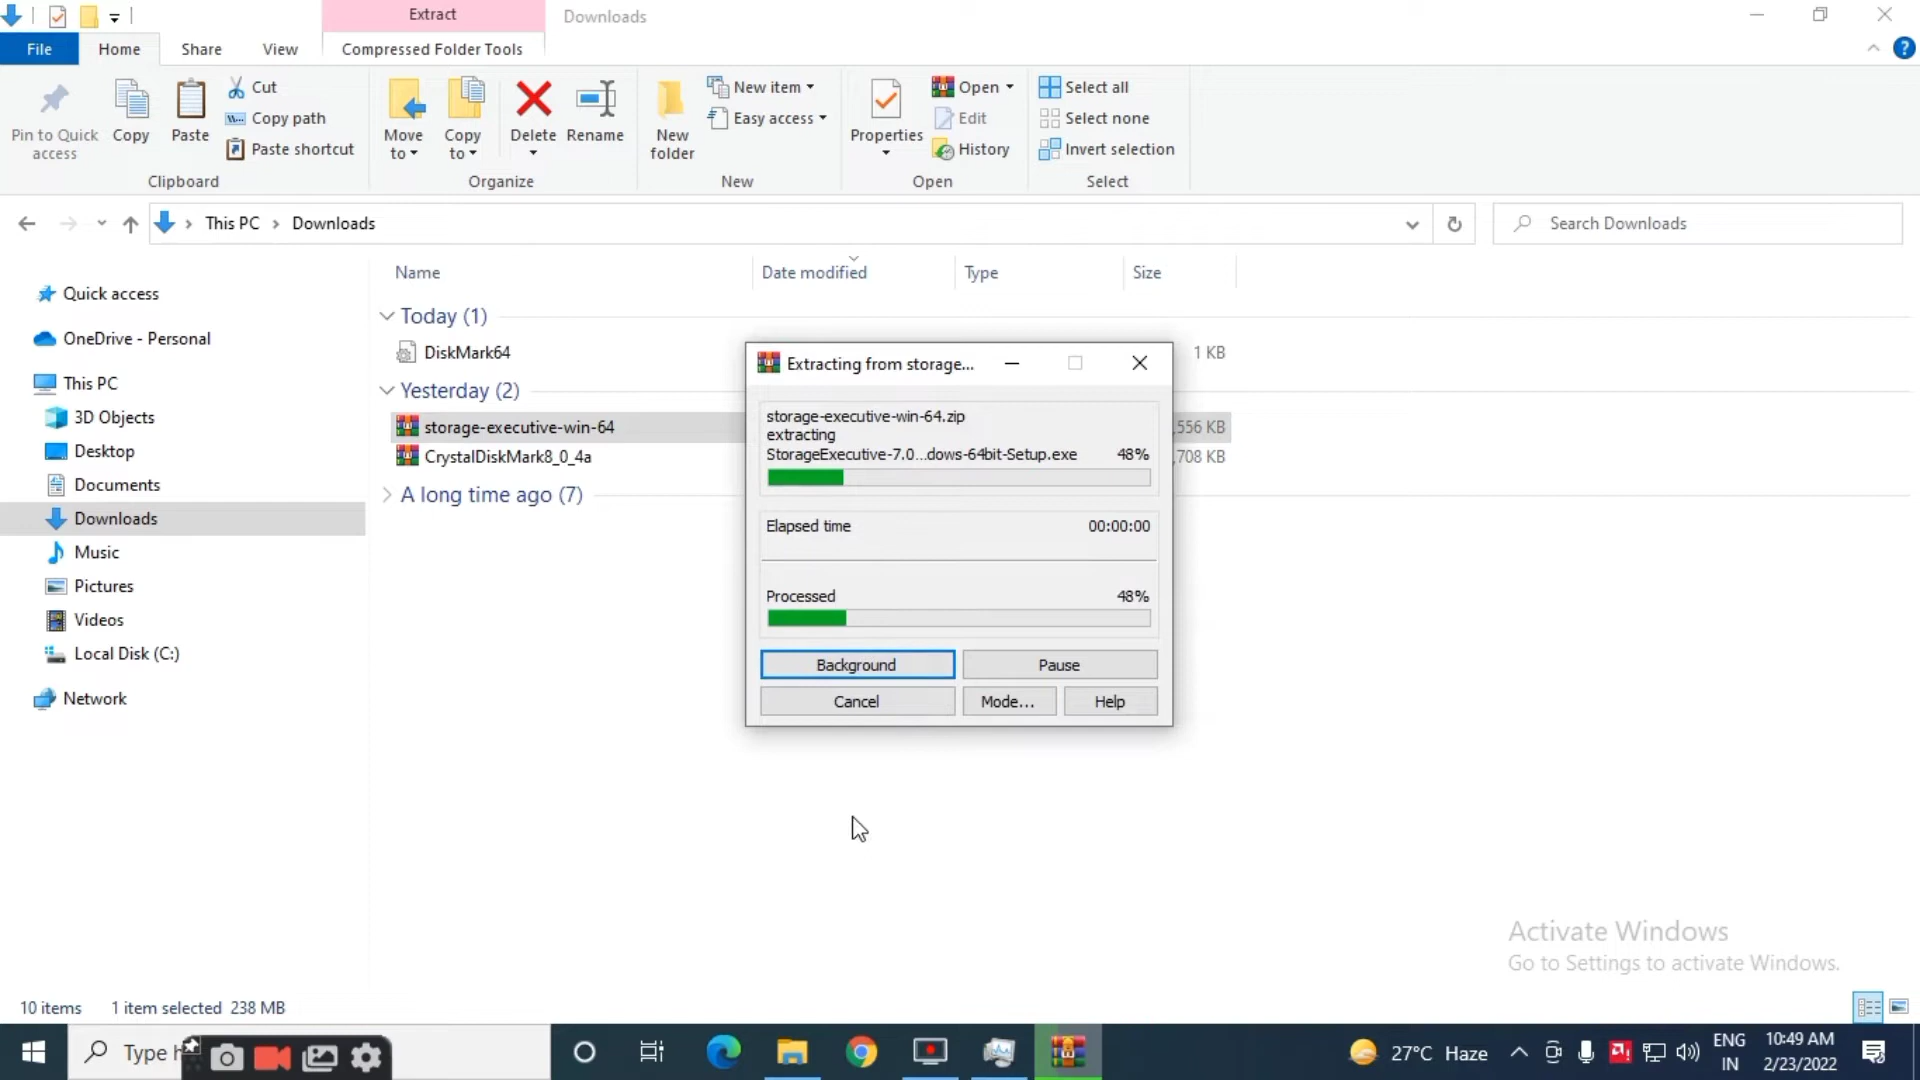 Extract
Downloads
File
Home
Share
View
Compressed Folder Tools
Pin to Quick
access
Copy
Paste
Cut
Copy path
Paste shortcut
Clipboard
Move
to
Copy
to
Delete
Rename
Organize
New
folder
New item
Easy access
New
Properties
Open
Edit
History
Open
Select all
Select none
Invert selection
Select
This PC
Downloads
Search Downloads
Name
Date modified
Type
Size
Quick access
OneDrive - Personal
This PC
3D Objects
Desktop
Documents
Downloads
Music
Pictures
Videos
Local Disk (C:)
Network
Today (1)
DiskMark64
1 KB
Yesterday (2)
storage-executive-win-64
,556 KB
CrystalDiskMark8_0_4a
,708 KB
A long time ago (7)
Extracting from storage...
storage-executive-win-64.zip
extracting
StorageExecutive-7.0...dows-64bit-Setup.exe 48%
Elapsed time 00:00:00
Processed 48%
Background
Pause
Cancel
Mode...
Help
Activate Windows
Go to Settings to activate Windows.
10 items
1 item selected 238 MB
Type h
27°C Haze
ENG
IN
10:49 AM
2/23/2022